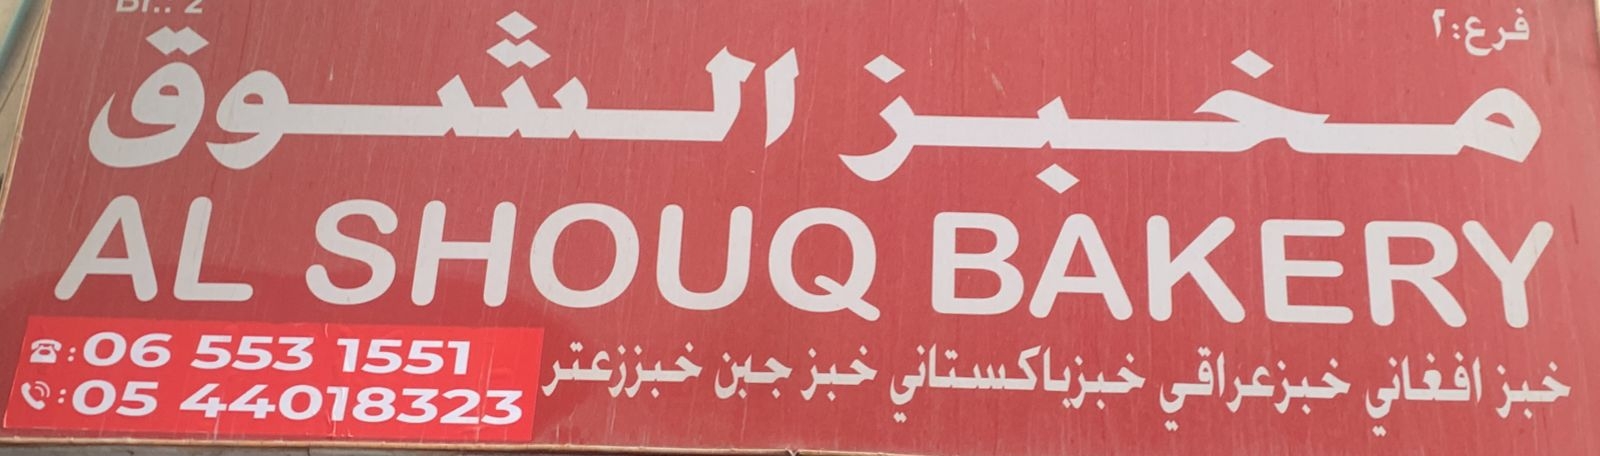 Br.: 2
فرع: ٢
مخبز الشوق
AL SHOUQ BAKERY
خبز افغاني خبزعراقي خبزباكستاني خبز جبن خبززعتر
06 553 1551
05 44018323